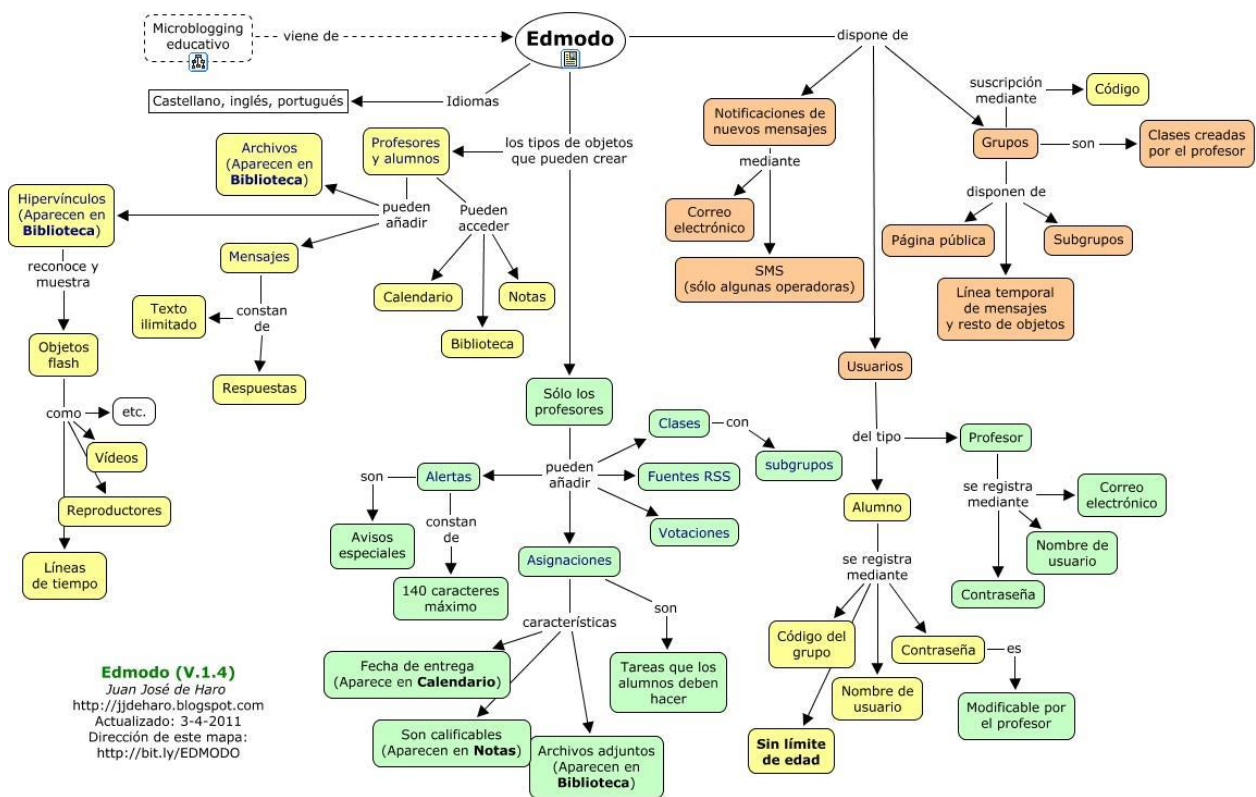 Microblogging
educativo
viene de
Edmodo
dispone de
Castellano, inglés, portugués
Idiomas
los tipos de objetos
que pueden crear
Profesores
y alumnos
Archivos
(Aparecen en
Biblioteca)
Hipervínculos
(Aparecen en
Biblioteca)
pueden
añadir
Pueden
acceder
Mensajes
reconoce y
muestra
Texto
ilimitado
constan
de
Respuestas
Calendario
Notas
Biblioteca
Objetos
flash
como
etc.
Vídeos
Reproductores
Líneas
de tiempo
Notificaciones de
nuevos mensajes
mediante
Correo
electrónico
SMS
(sólo algunas operadoras)
suscripción
mediante
Código
Grupos
son
Clases creadas
por el profesor
disponen de
Página pública
Subgrupos
Línea temporal
de mensajes
y resto de objetos
Usuarios
del tipo
Profesor
se registra
mediante
Correo
electrónico
Nombre de
usuario
Contraseña
Alumno
se registra
mediante
Código del
grupo
Nombre de
usuario
Contraseña
es
Modificable por
el profesor
Sin límite
de edad
Sólo los
profesores
pueden
añadir
Clases
con
subgrupos
Fuentes RSS
Votaciones
Alertas
son
Avisos
especiales
constan
de
140 caracteres
máximo
Asignaciones
son
Tareas que los
alumnos deben
hacer
características
Fecha de entrega
(Aparece en Calendario)
Son calificables
(Aparecen en Notas)
Archivos adjuntos
(Aparecen en
Biblioteca)
Edmodo (V.1.4)
Juan José de Haro
http://jjdeharo.blogspot.com
Actualizado: 3-4-2011
Dirección de este mapa:
http://bit.ly/EDMODO